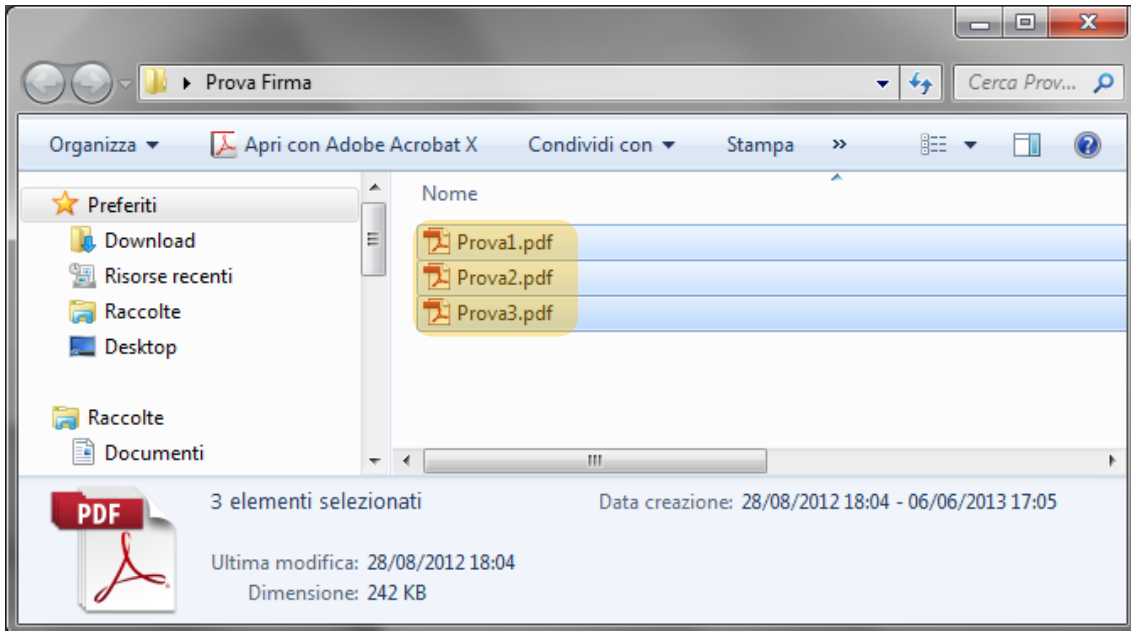 Prova Firma
Cerca Prov...
Organizza Apri con Adobe Acrobat X Condividi con Stampa »
Preferiti
Download
Risorse recenti
Raccolte
Desktop
Raccolte
Documenti
Nome
Prova1.pdf
Prova2.pdf
Prova3.pdf
PDF
3 elementi selezionati
Data creazione: 28/08/2012 18:04 - 06/06/2013 17:05
Ultima modifica: 28/08/2012 18:04
Dimensione: 242 KB